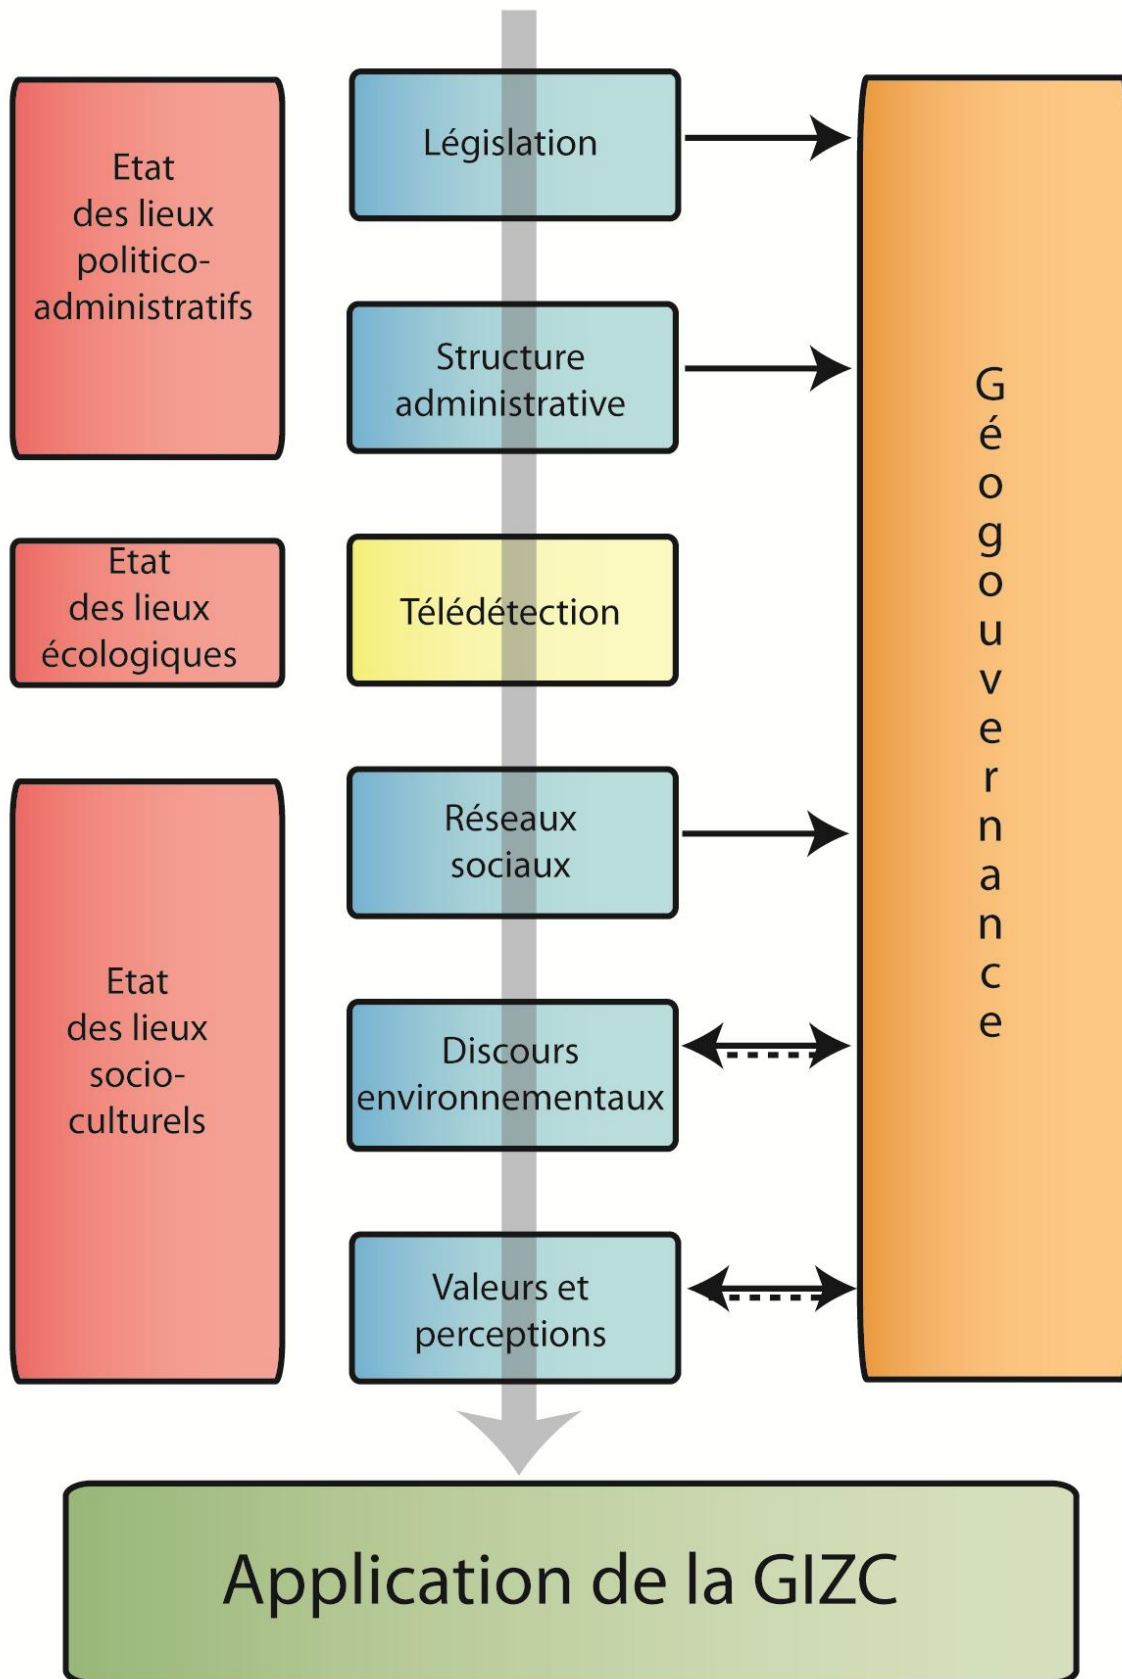 Etat
des lieux
politico-
administratifs
Législation
Structure
administrative
Etat
des lieux
écologiques
Télédétection
Etat
des lieux
socio-
culturels
Réseaux
sociaux
Discours
environnementaux
Valeurs et
perceptions
Géogouvernance
Application de la GIZC